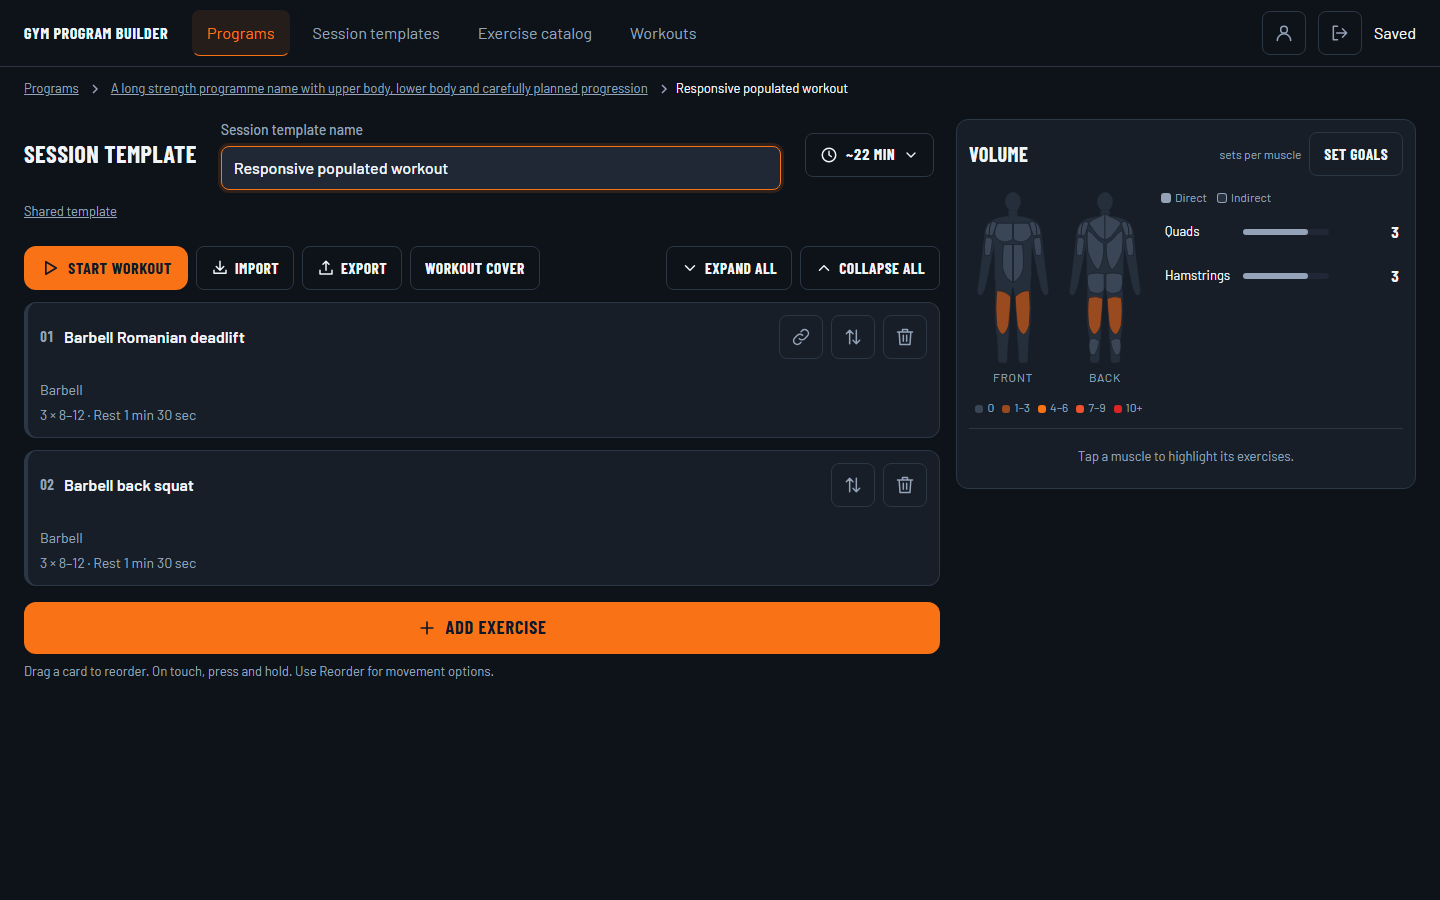 GYM PROGRAM BUILDER
Programs
Session templates
Exercise catalog
Workouts
Saved
Programs
A long strength programme name with upper body, lower body and carefully planned progression
Responsive populated workout
SESSION TEMPLATE
Session template name
Responsive populated workout
~22 MIN
Shared template
START WORKOUT
IMPORT
EXPORT
WORKOUT COVER
EXPAND ALL
COLLAPSE ALL
01 Barbell Romanian deadlift
Barbell
3 × 8–12 · Rest 1 min 30 sec
02 Barbell back squat
Barbell
3 × 8–12 · Rest 1 min 30 sec
ADD EXERCISE
Drag a card to reorder. On touch, press and hold. Use Reorder for movement options.
VOLUME
sets per muscle
SET GOALS
Direct
Indirect
Quads 3
Hamstrings 3
FRONT
BACK
0
1–3
4–6
7–9
10+
Tap a muscle to highlight its exercises.